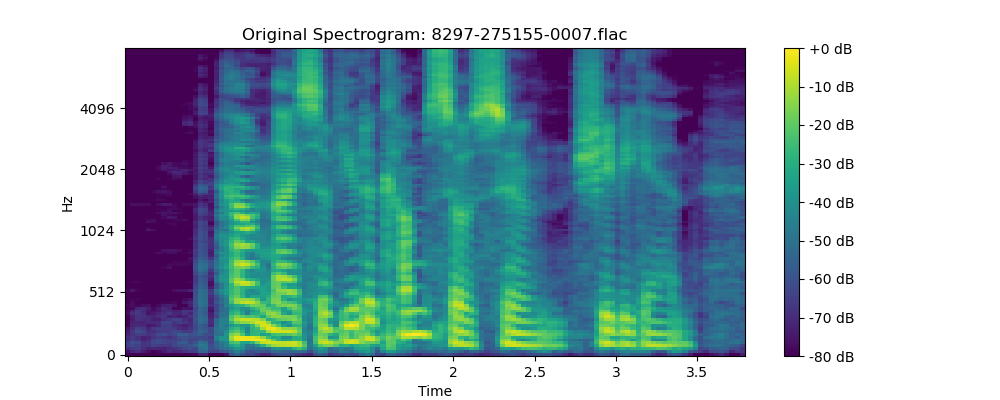 Original Spectrogram: 8297-275155-0007.flac
Hz
4096
2048
1024
512
0
0 0.5 1 1.5 2 2.5 3 3.5
Time
+0 dB
-10 dB
-20 dB
-30 dB
-40 dB
-50 dB
-60 dB
-70 dB
-80 dB